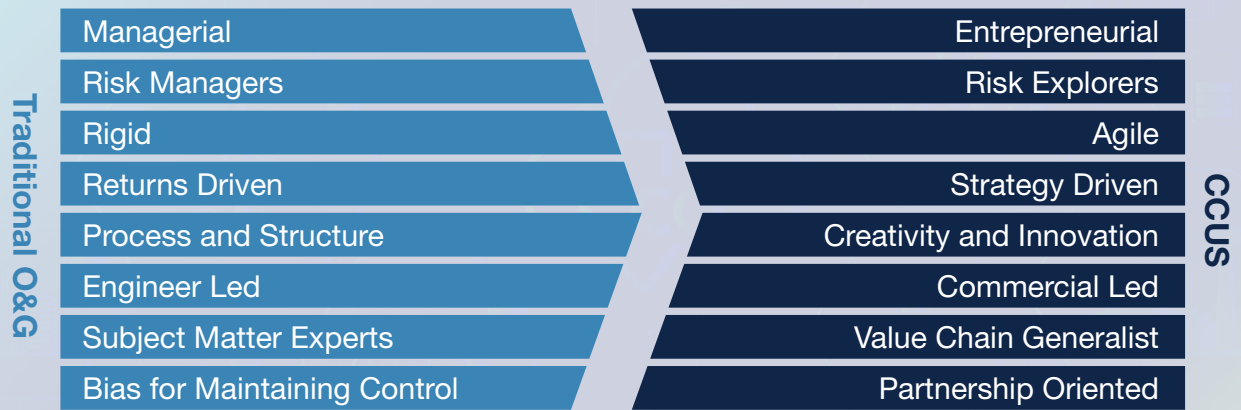 Traditional O&G
Managerial
Entrepreneurial
Risk Managers
Risk Explorers
Rigid
Agile
Returns Driven
Strategy Driven
Process and Structure
Creativity and Innovation
Engineer Led
Commercial Led
Subject Matter Experts
Value Chain Generalist
Bias for Maintaining Control
Partnership Oriented
CCUS